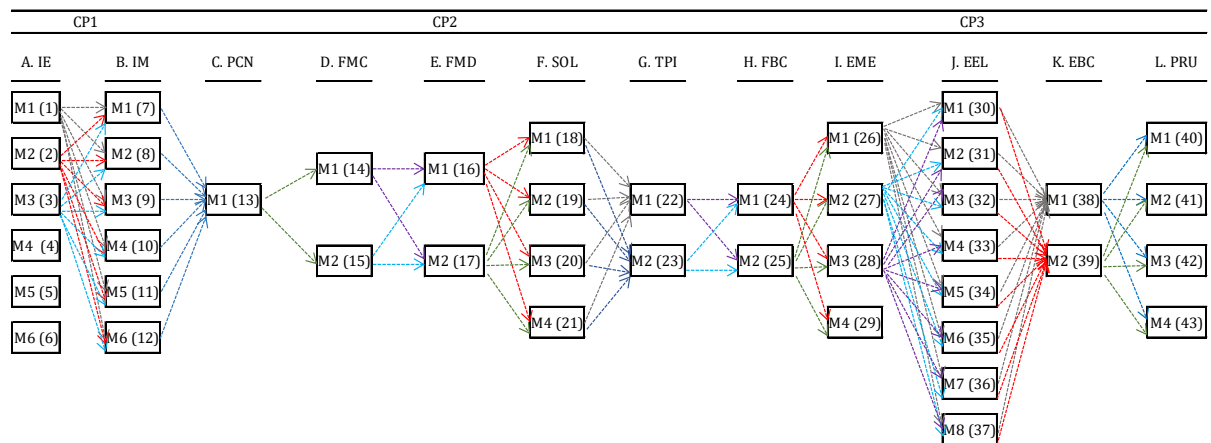 CP1 CP2 CP3
A. IE B. IM C. PCN D. FMC E. FMD F. SOL G. TPI H. FBC I. EME J. EEL K. EBC L. PRU
M1 (1) M1 (7) M1 (30)
M1 (18) M1 (26) M1 (40)
M2 (2) M2 (8) M2 (31)
M1 (14) M1 (16)
M3 (3) M3 (9) M1 (13) M2 (19) M1 (22) M1 (24) M2 (27) M3 (32) M1 (38) M2 (41)
M4 (4) M4 (10) M4 (33)
M2 (15) M2 (17) M3 (20) M2 (23) M2 (25) M3 (28) M2 (39) M3 (42)
M5 (5) M5 (11) M5 (34)
M4 (21) M4 (29) M4 (43)
M6 (6) M6 (12) M6 (35)
M7 (36)
M8 (37)